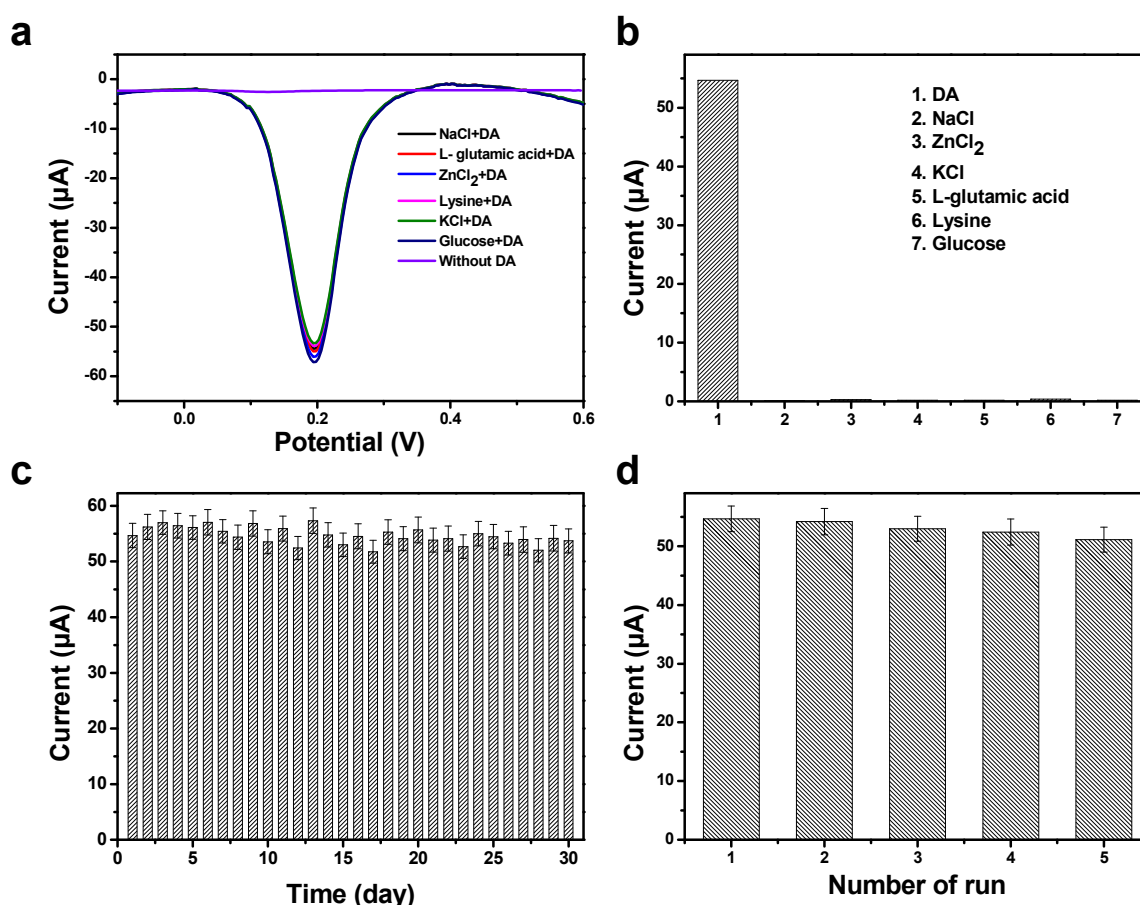 a
0
-10
-20
-30
-40
-50
-60
Current (µA)
NaCl+DA
L- glutamic acid+DA
ZnCl2+DA
Lysine+DA
KCl+DA
Glucose+DA
Without DA
0.0 0.2 0.4 0.6
Potential (V)
b
50
40
30
20
10
0
Current (µA)
1. DA
2. NaCl
3. ZnCl2
4. KCl
5. L-glutamic acid
6. Lysine
7. Glucose
1 2 3 4 5 6 7
c
60
50
40
30
20
10
0
Current (µA)
0 5 10 15 20 25 30
Time (day)
d
50
40
30
20
10
0
Current (µA)
1 2 3 4 5
Number of run